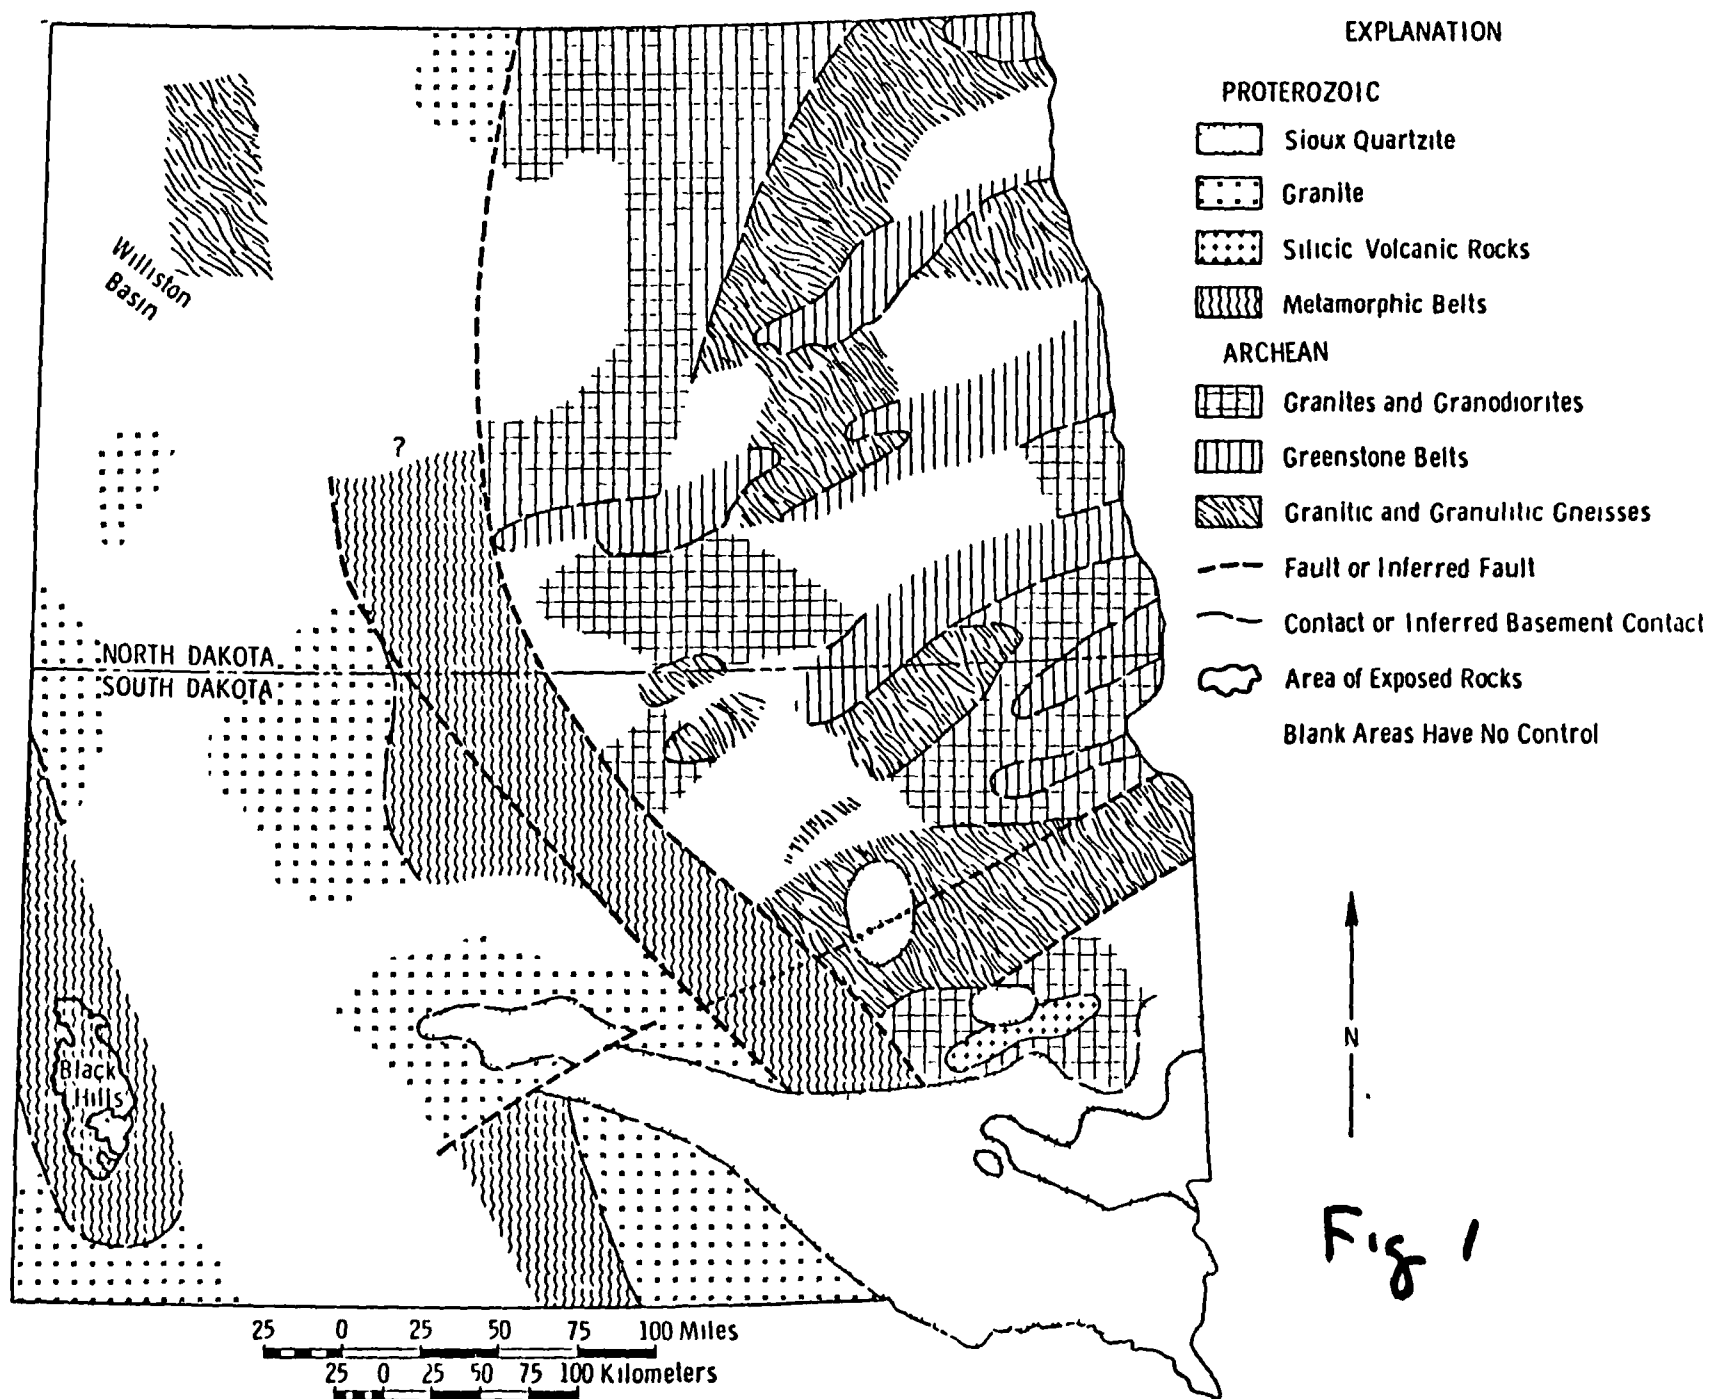 EXPLANATION
PROTEROZOIC
Sioux Quartzite
Granite
Silicic Volcanic Rocks
Metamorphic Belts
ARCHEAN
Granites and Granodiorites
Greenstone Belts
Granitic and Granulitic Gneisses
Fault or Inferred Fault
Contact or Inferred Basement Contact
Area of Exposed Rocks
Blank Areas Have No Control
Williston
Basin
?
NORTH DAKOTA
SOUTH DAKOTA
Black
Hills
N
Fig 1
25 0 25 50 75 100 Miles
25 0 25 50 75 100 Kilometers